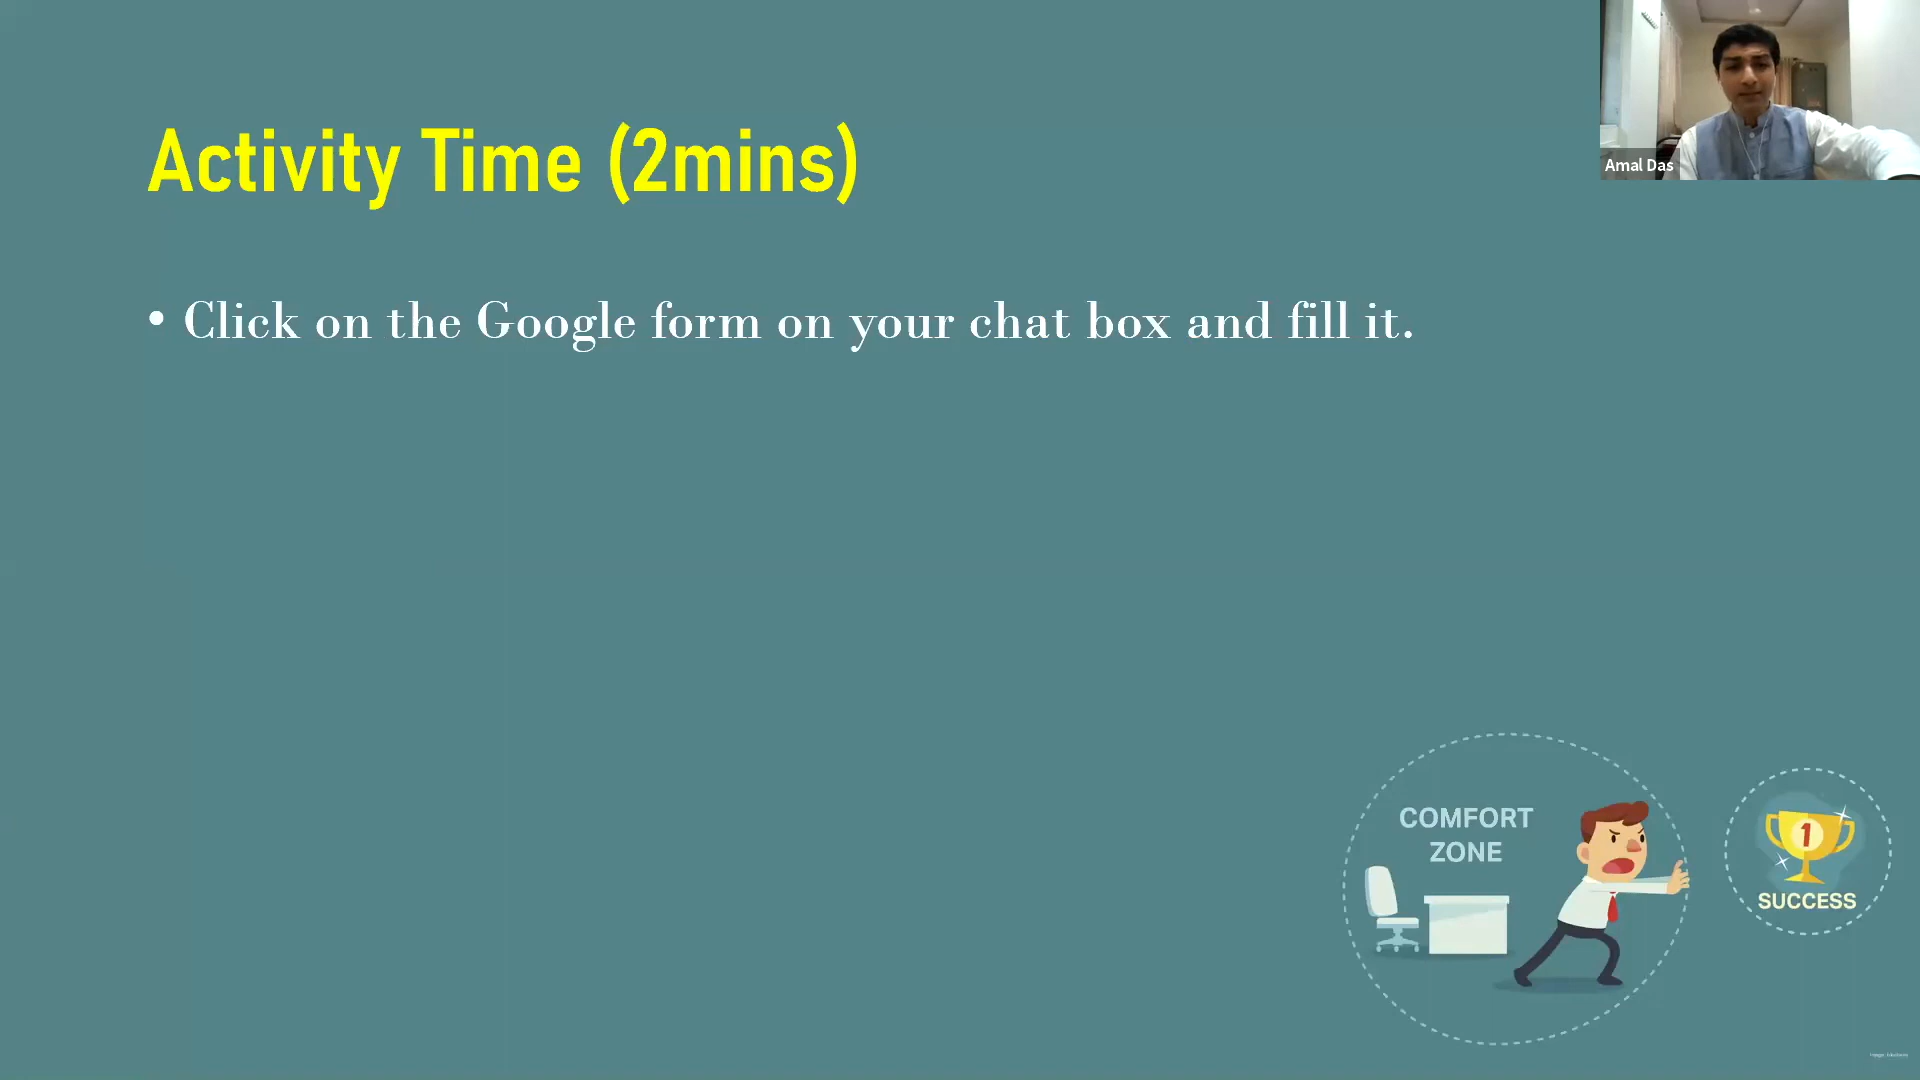 Activity Time (2mins)
Amal Das
• Click on the Google form on your chat box and fill it.
COMFORT
ZONE
SUCCESS